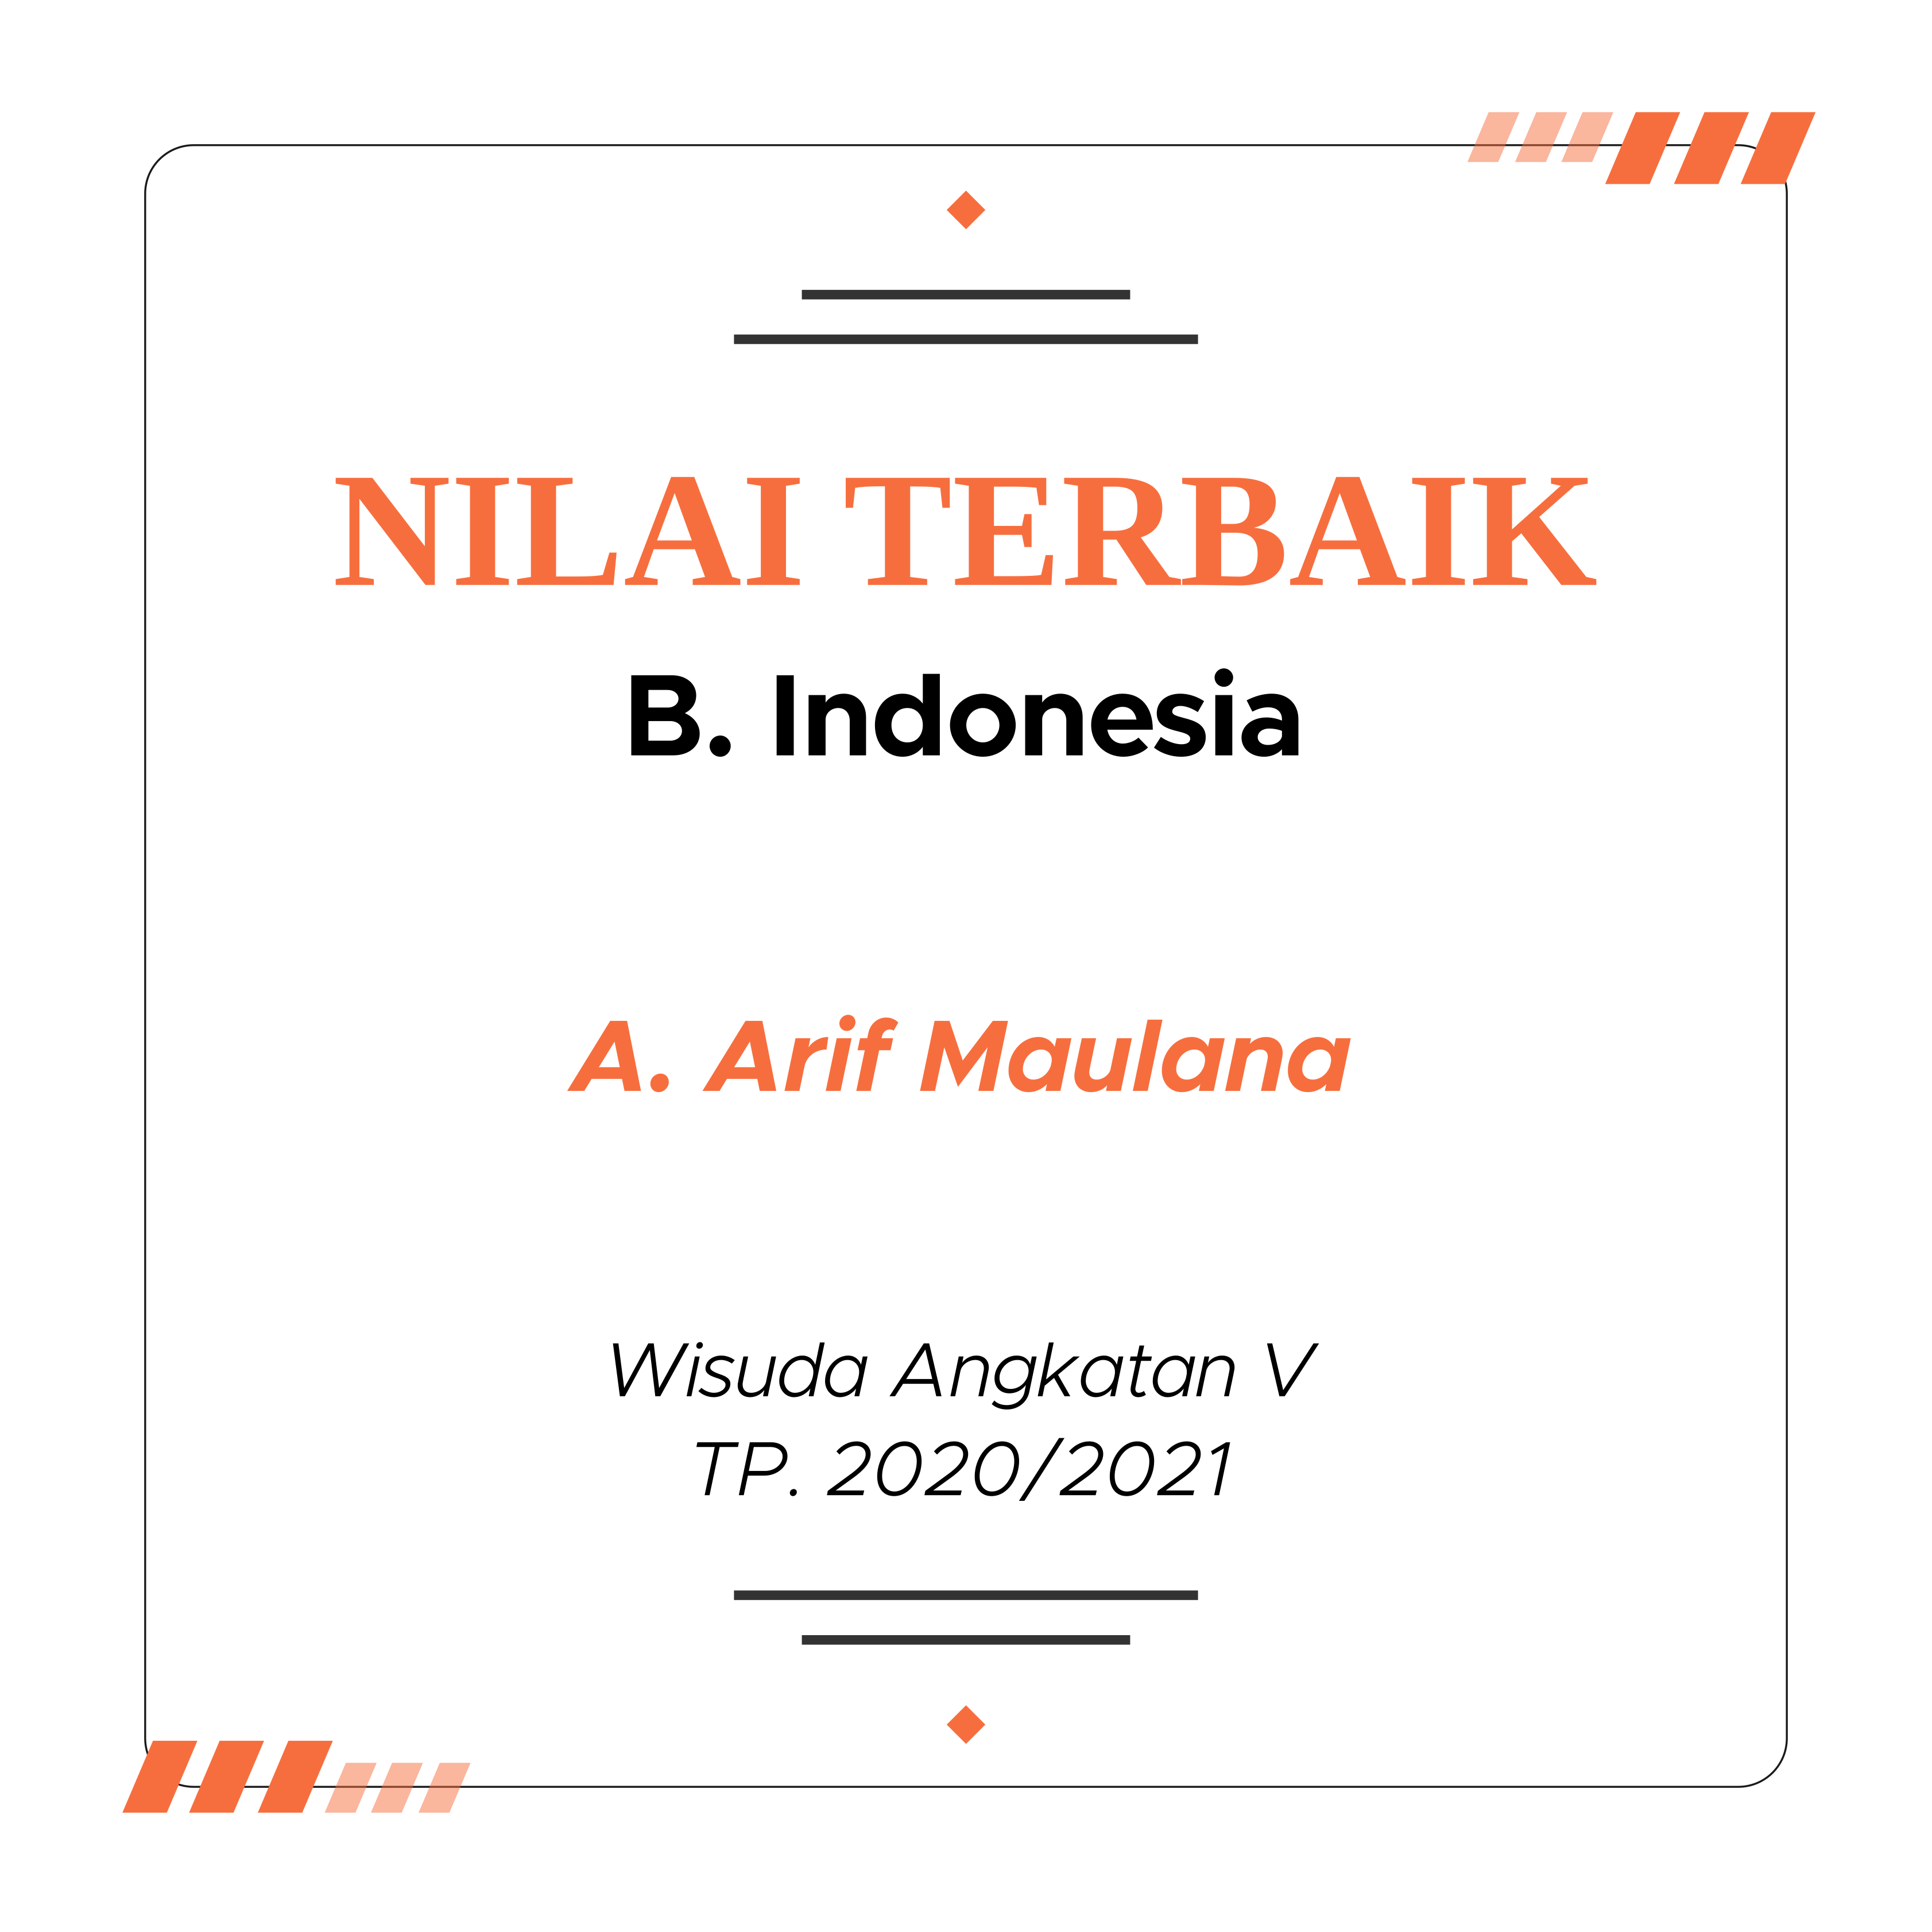 NILAI TERBAIK
B. Indonesia
A. Arif Maulana
Wisuda Angkatan V
TP. 2020/2021